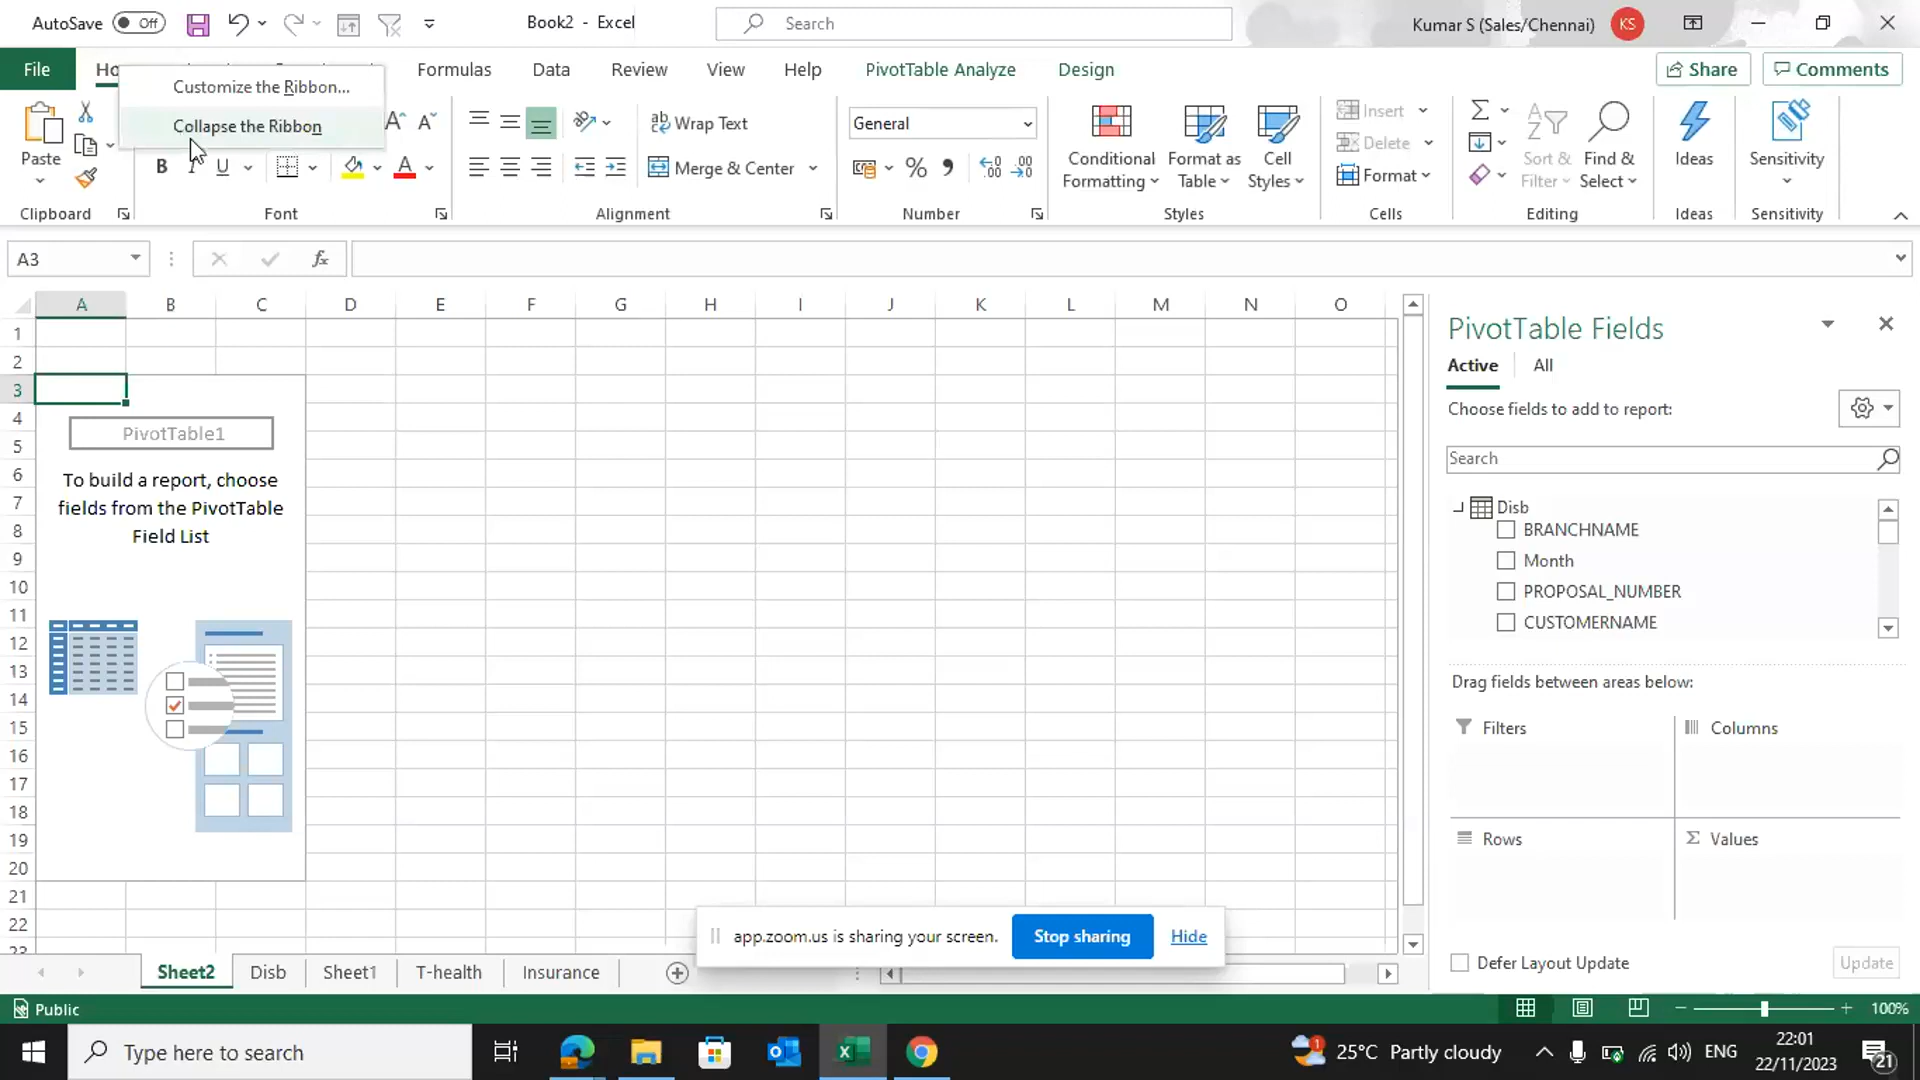 AutoSave Off
Book2 - Excel
Search
Kumar S (Sales/Chennai) KS
File
Formulas Data Review View Help PivotTable Analyze Design
Share Comments
Customize the Ribbon...
Collapse the Ribbon
Paste
B I U
A A
Wrap Text
Merge & Center
General
%
Conditional Formatting
Format as Table
Cell Styles
Insert
Delete
Format
Sort & Filter
Find & Select
Ideas
Sensitivity
Clipboard Font Alignment Number Styles Cells Editing Ideas Sensitivity
A3
fx
A B C D E F G H I J K L M N O
1
2
3
4
5
6
7
8
9
10
11
12
13
14
15
16
17
18
19
20
21
22
23
PivotTable1
To build a report, choose
fields from the PivotTable
Field List
PivotTable Fields
Active All
Choose fields to add to report:
Search
Disb
BRANCHNAME
Month
PROPOSAL_NUMBER
CUSTOMERNAME
Drag fields between areas below:
Filters Columns
Rows Σ Values
Defer Layout Update Update
app.zoom.us is sharing your screen. Stop sharing Hide
Sheet2 Disb Sheet1 T-health Insurance
Public
100%
Type here to search
1 25°C Partly cloudy
ENG
22:01
22/11/2023
21